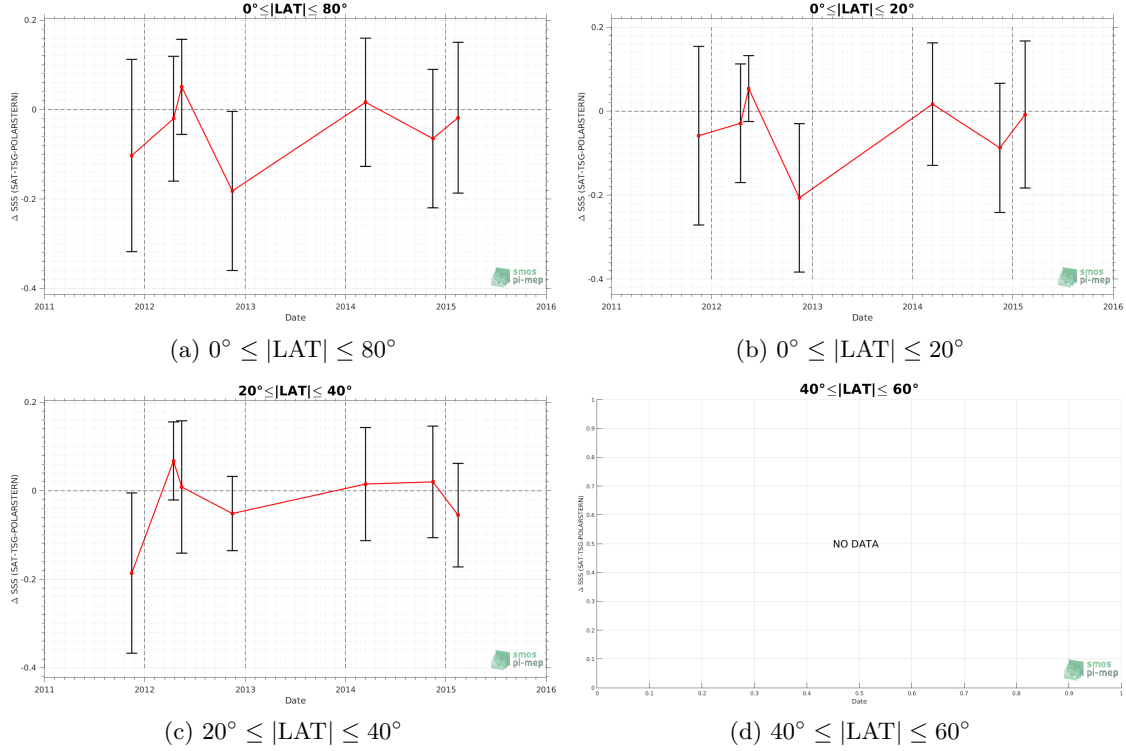 0°≤|LAT|≤ 80°
0.2
0
-0.2
-0.4
Δ SSS (SAT-TSG-POLARSTERN)
2011 2012 2013 2014 2015 2016
Date
smos
pi-mep
(a) 0° ≤ |LAT| ≤ 80°
0°≤|LAT|≤ 20°
0.2
0
-0.2
-0.4
Δ SSS (SAT-TSG-POLARSTERN)
2011 2012 2013 2014 2015 2016
Date
smos
pi-mep
(b) 0° ≤ |LAT| ≤ 20°
20°≤|LAT|≤ 40°
0.2
0
-0.2
-0.4
Δ SSS (SAT-TSG-POLARSTERN)
2011 2012 2013 2014 2015 2016
Date
smos
pi-mep
(c) 20° ≤ |LAT| ≤ 40°
40°≤|LAT|≤ 60°
1
0.9
0.8
0.7
0.6
0.5
0.4
0.3
0.2
0.1
0
Δ SSS (SAT-TSG-POLARSTERN)
NO DATA
0 0.1 0.2 0.3 0.4 0.5 0.6 0.7 0.8 0.9 1
Date
smos
pi-mep
(d) 40° ≤ |LAT| ≤ 60°